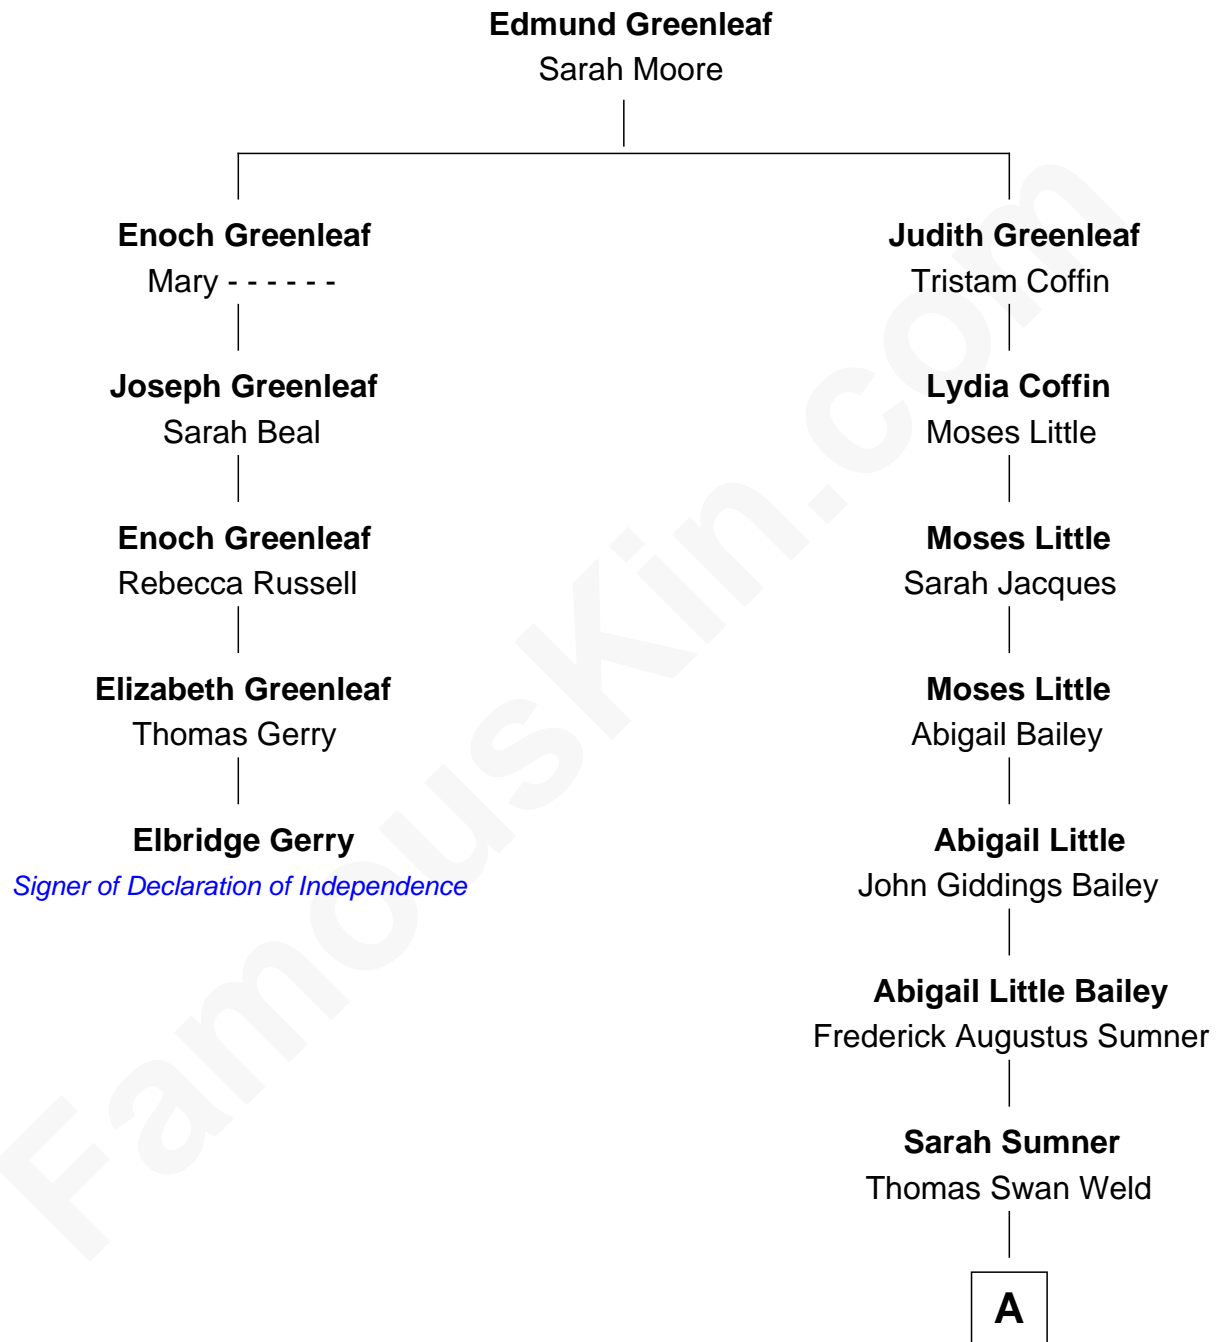 Edmund Greenleaf
Sarah Moore
Enoch Greenleaf
Mary - - - - - -
Joseph Greenleaf
Sarah Beal
Enoch Greenleaf
Rebecca Russell
Elizabeth Greenleaf
Thomas Gerry
Elbridge Gerry
Signer of Declaration of Independence
Judith Greenleaf
Tristam Coffin
Lydia Coffin
Moses Little
Moses Little
Sarah Jacques
Moses Little
Abigail Bailey
Abigail Little
John Giddings Bailey
Abigail Little Bailey
Frederick Augustus Sumner
Sarah Sumner
Thomas Swan Weld
A
FamousKin.com